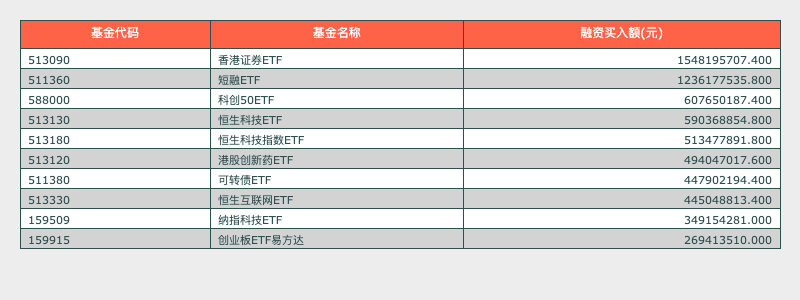 基金代码 基金名称 融资买入额(元)
513090 香港证券ETF 1548195707.400
511360 短融ETF 1236177535.800
588000 科创50ETF 607650187.400
513130 恒生科技ETF 590368854.800
513180 恒生科技指数ETF 513477891.800
513120 港股创新药ETF 494047017.600
511380 可转债ETF 447902194.400
513330 恒生互联网ETF 445048813.400
159509 纳指科技ETF 349154281.000
159915 创业板ETF易方达 269413510.000